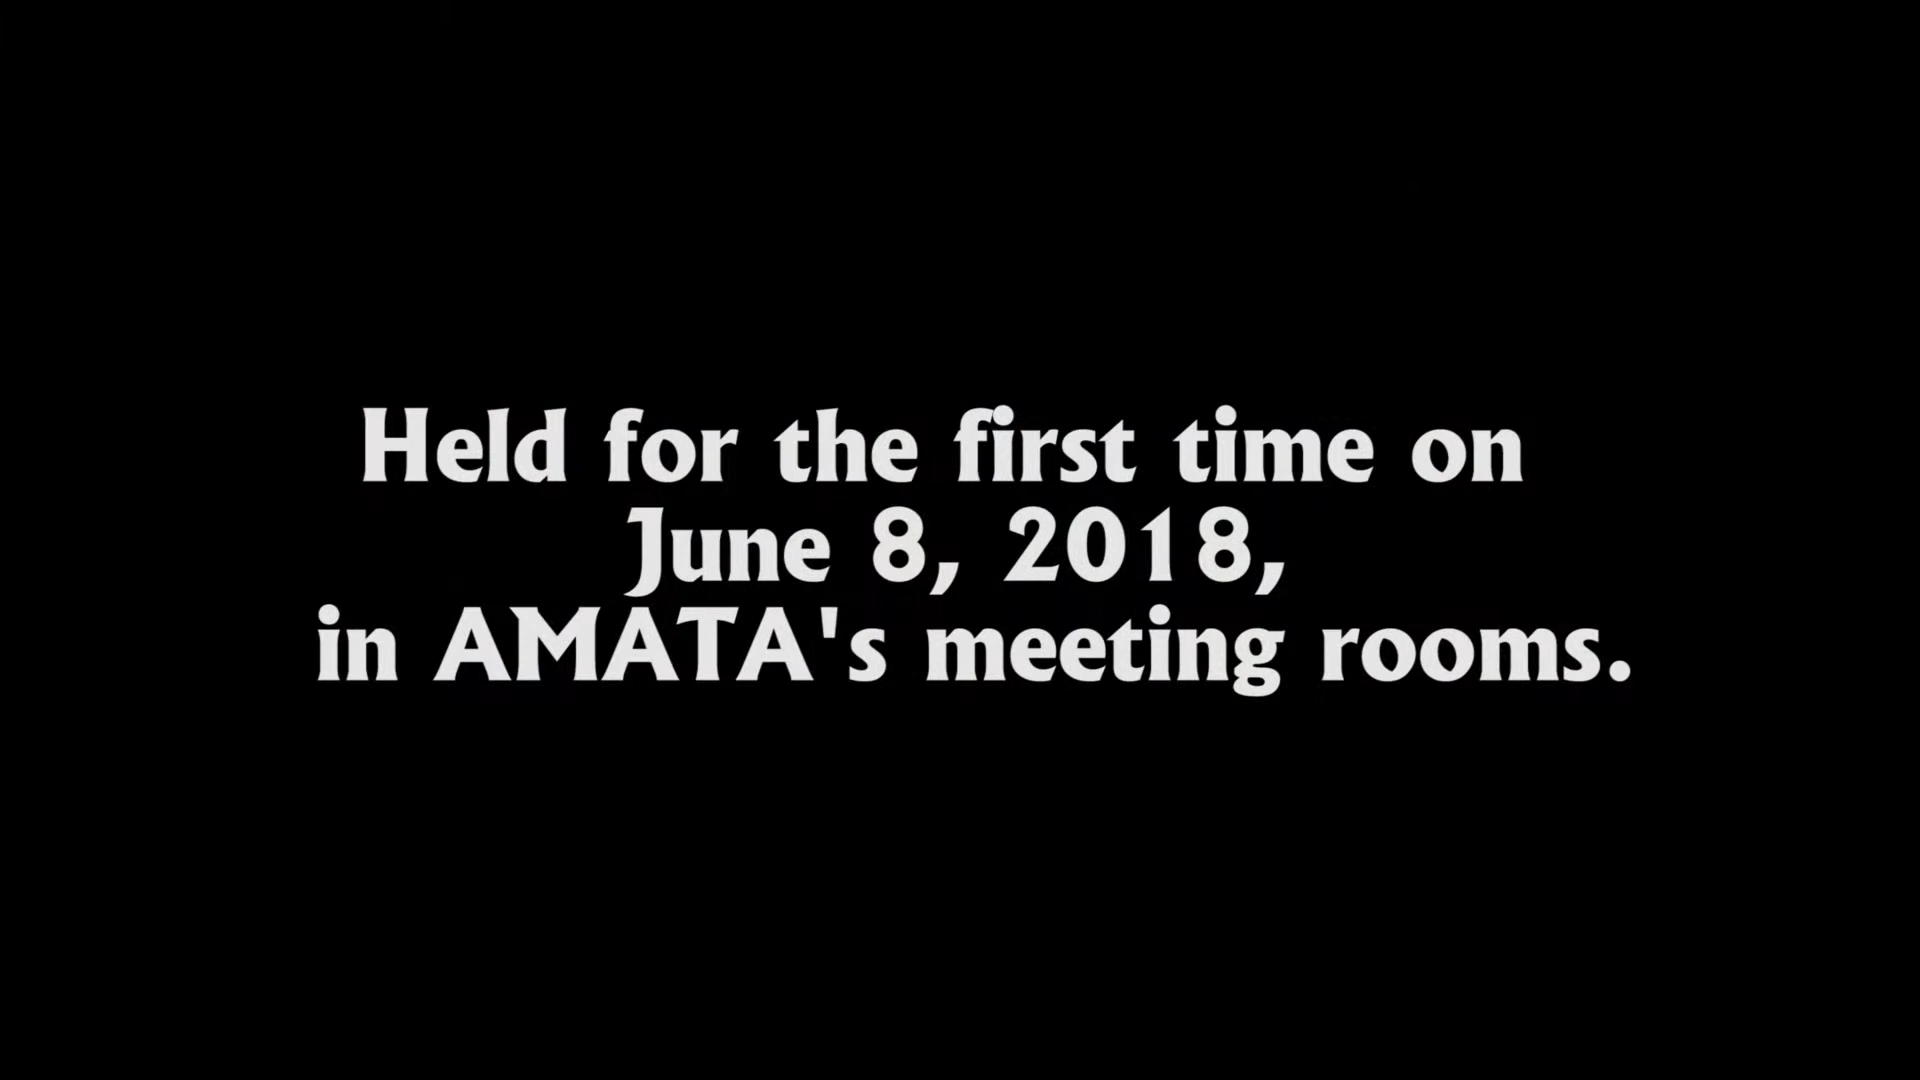 Held for the first time on
June 8, 2018,
in AMATA's meeting rooms.